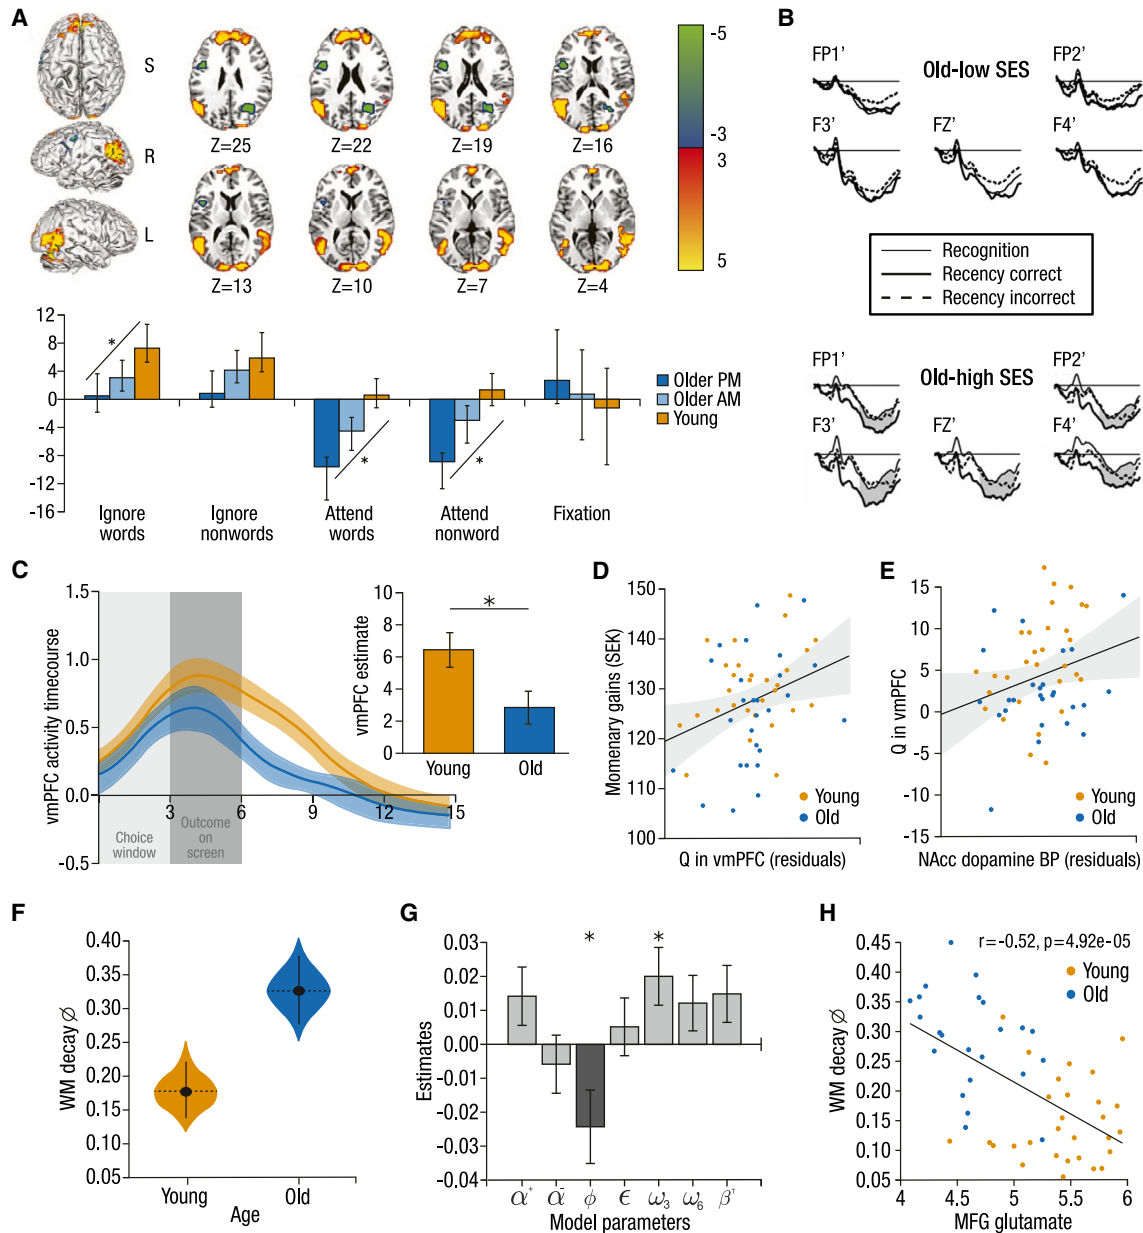 A
S
R
L
Z=25
Z=22
Z=19
Z=16
Z=13
Z=10
Z=7
Z=4
-5
-3
3
5
12
8
4
0
-4
-8
-12
-16
*
*
*
Ignore words
Ignore nonwords
Attend words
Attend nonword
Fixation
Older PM
Older AM
Young
B
Old-low SES
FP1'
FP2'
F3'
FZ'
F4'
Recognition
Recency correct
Recency incorrect
Old-high SES
FP1'
FP2'
F3'
FZ'
F4'
C
vmPFC activity timecourse
1.5
1.0
0.5
0.0
-0.5
3
6
9
12
15
Choice window
Outcome on screen
vmPFC estimate
10
8
6
4
2
0
*
Young
Old
D
Momenary gains (SEK)
150
140
130
120
110
100
Young
Old
Q in vmPFC (residuals)
E
Q in vmPFC
15
10
5
0
-5
-10
-15
Young
Old
NAcc dopamine BP (residuals)
F
WM decay Ø
0.40
0.35
0.30
0.25
0.20
0.15
0.10
0.05
Young
Old
Age
G
Estimates
0.03
0.02
0.01
0.00
-0.01
-0.02
-0.03
-0.04
*
*
α⁺
α⁻
ϕ
ϵ
ω₃
ω₆
βᵀ
Model parameters
H
r=-0.52, p=4.92e-05
Young
Old
WM decay Ø
0.45
0.40
0.35
0.30
0.25
0.20
0.15
0.10
0.05
4
4.5
5
5.5
6
MFG glutamate